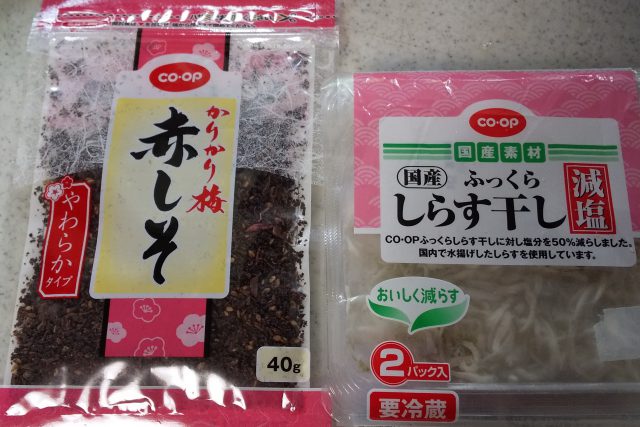 CO·OP
かりかり梅
赤しそ
やわらか
タイプ
40g
CO·OP
国産素材
国産
ふっくら
しらす干し
減塩
CO·OPふっくらしらす干しに対し塩分を50%減らしました。
国内で水揚げしたしらすを使用しています。
おいしく減らす
2パック入
要冷蔵